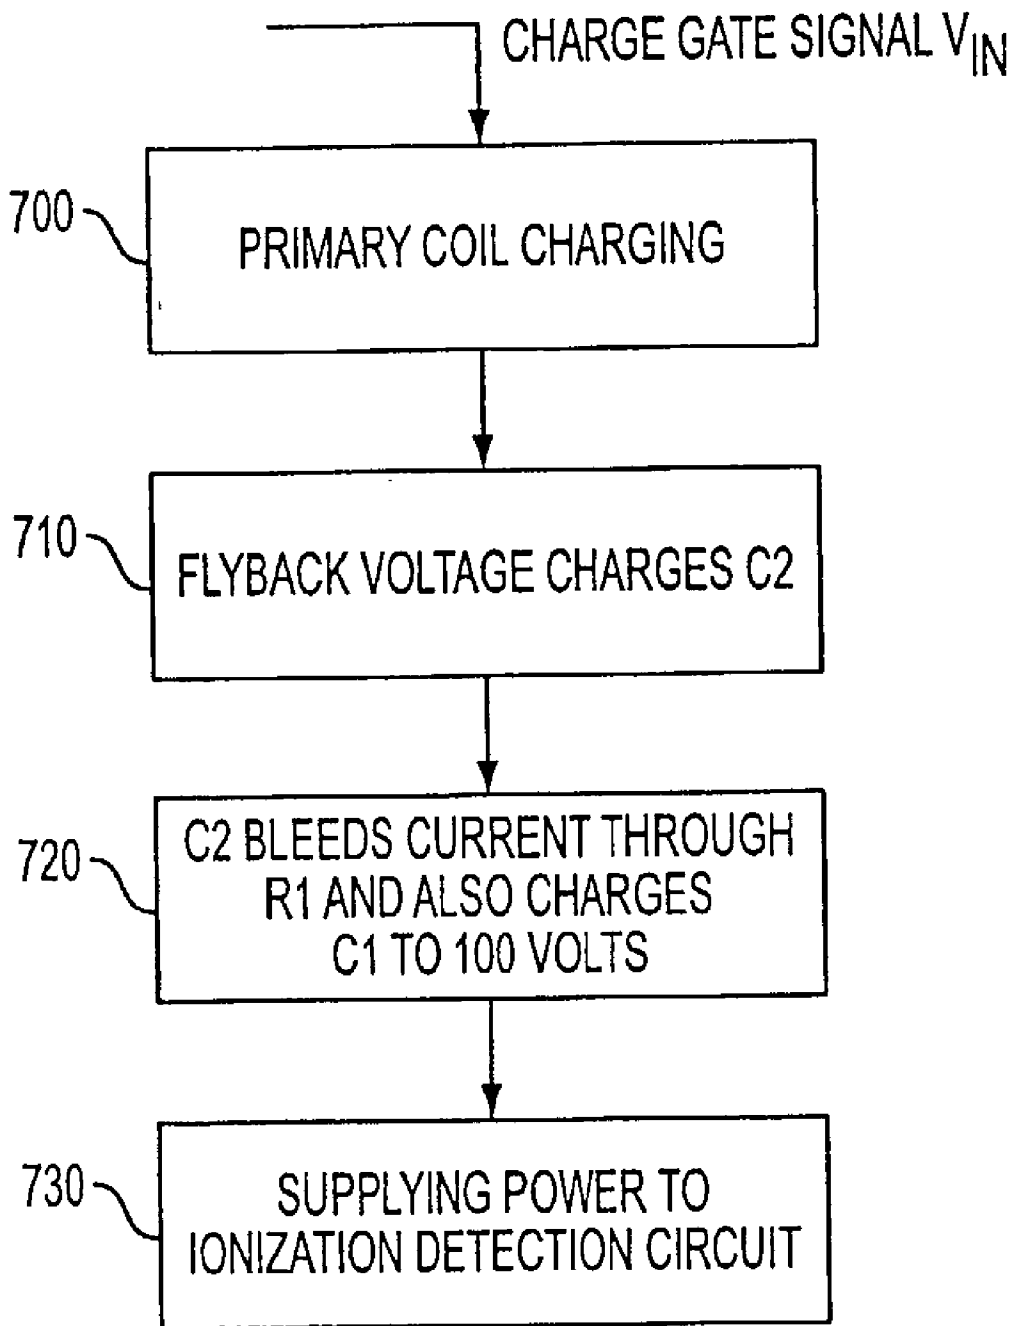 CHARGE GATE SIGNAL VIN
700
PRIMARY COIL CHARGING
710
FLYBACK VOLTAGE CHARGES C2
720
C2 BLEEDS CURRENT THROUGH
R1 AND ALSO CHARGES
C1 TO 100 VOLTS
730
SUPPLYING POWER TO
IONIZATION DETECTION CIRCUIT